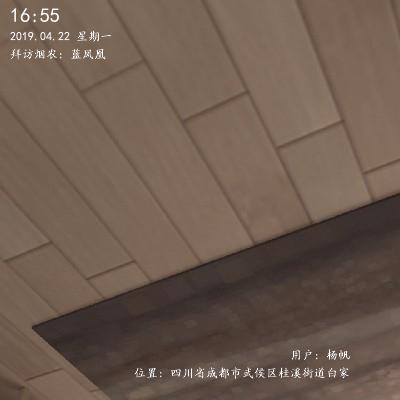 16:55
2019.04.22 星期一
拜访烟农: 蓝凤凰
用户: 杨帆
位置: 四川省成都市武侯区桂溪街道白家